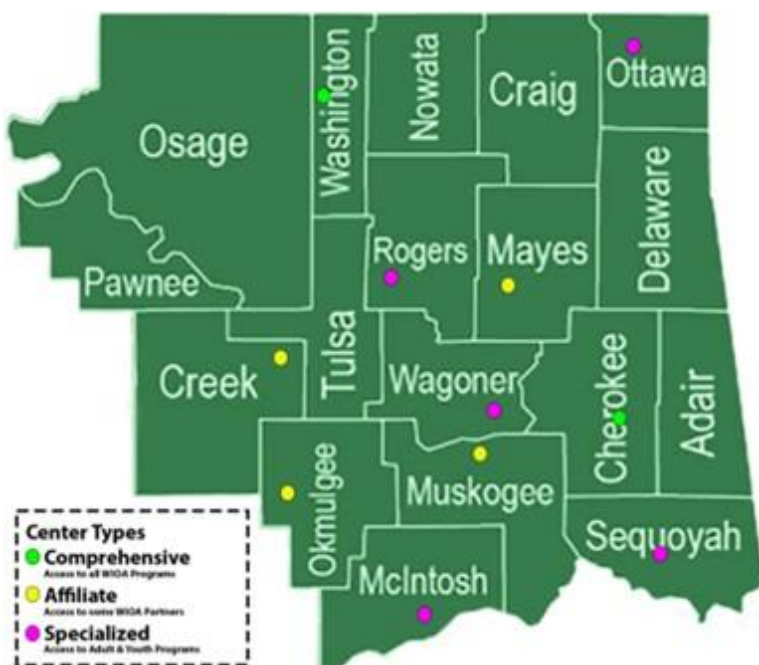 Osage
Washington
Nowata
Craig
Ottawa
Delaware
Pawnee
Rogers
Mayes
Tulsa
Creek
Wagoner
Cherokee
Adair
Okmulgee
Muskogee
Sequoyah
McIntosh
Center Types
Comprehensive
Access to all WIOA Programs
Affiliate
Access to some WIOA Partners
Specialized
Access to Adult & Youth Programs